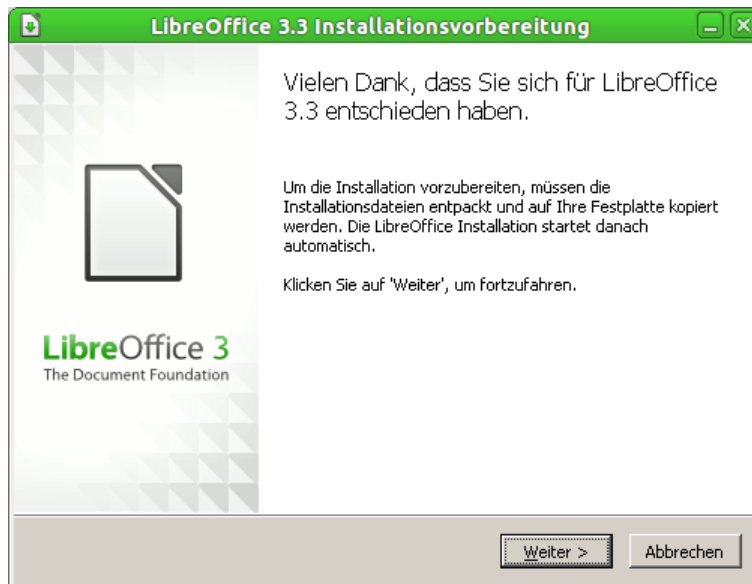 LibreOffice 3.3 Installationsvorbereitung
Vielen Dank, dass Sie sich für LibreOffice
3.3 entschieden haben.
Um die Installation vorzubereiten, müssen die
Installationsdateien entpackt und auf Ihre Festplatte kopiert
werden. Die LibreOffice Installation startet danach
automatisch.
Klicken Sie auf 'Weiter', um fortzufahren.
LibreOffice 3
The Document Foundation
Weiter >
Abbrechen